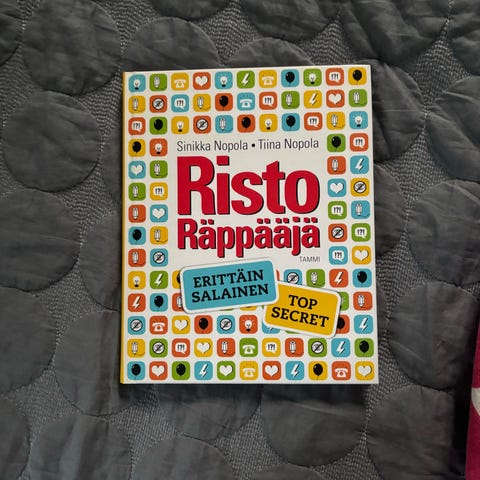 Sinikka Nopola • Tiina Nopola
Risto
Räppääjä
TAMMI
ERITTÄIN
SALAINEN
TOP
SECRET